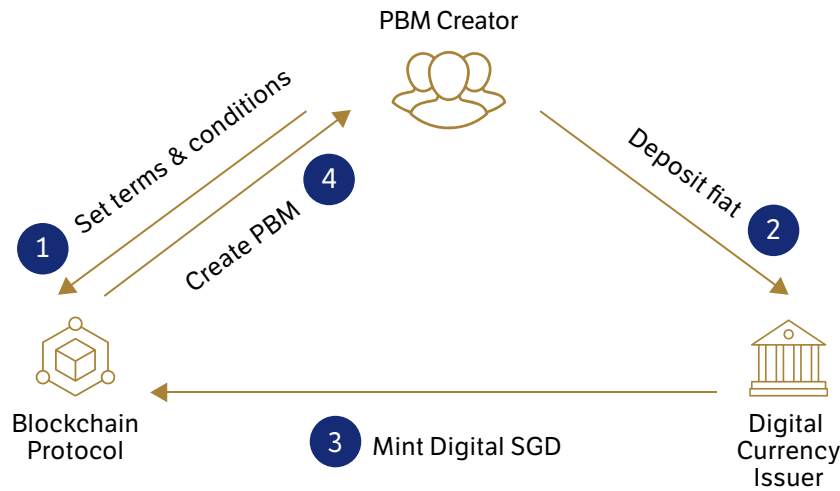 PBM Creator
Set terms & conditions
1
4
Create PBM
Deposit fiat
2
Blockchain
Protocol
3 Mint Digital SGD
Digital
Currency
Issuer